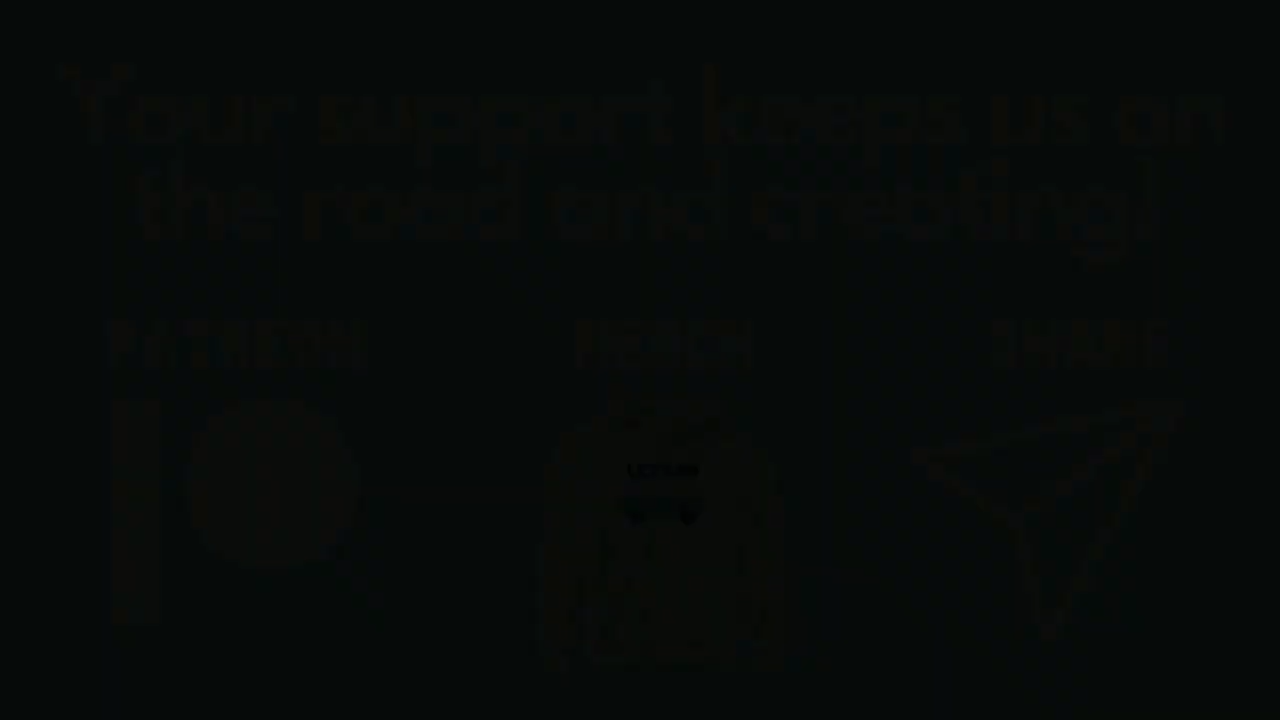 Your support keeps us on
the road and creating!
PATREON
MERCH
SHARE